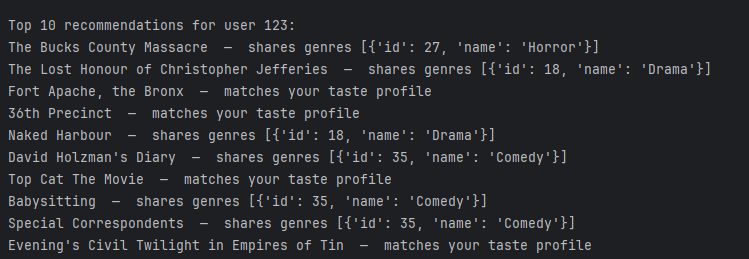 Top 10 recommendations for user 123:
The Bucks County Massacre  —  shares genres [{'id': 27, 'name': 'Horror'}]
The Lost Honour of Christopher Jefferies  —  shares genres [{'id': 18, 'name': 'Drama'}]
Fort Apache, the Bronx  —  matches your taste profile
36th Precinct  —  matches your taste profile
Naked Harbour  —  shares genres [{'id': 18, 'name': 'Drama'}]
David Holzman's Diary  —  shares genres [{'id': 35, 'name': 'Comedy'}]
Top Cat The Movie  —  matches your taste profile
Babysitting  —  shares genres [{'id': 35, 'name': 'Comedy'}]
Special Correspondents  —  shares genres [{'id': 35, 'name': 'Comedy'}]
Evening's Civil Twilight in Empires of Tin  —  matches your taste profile